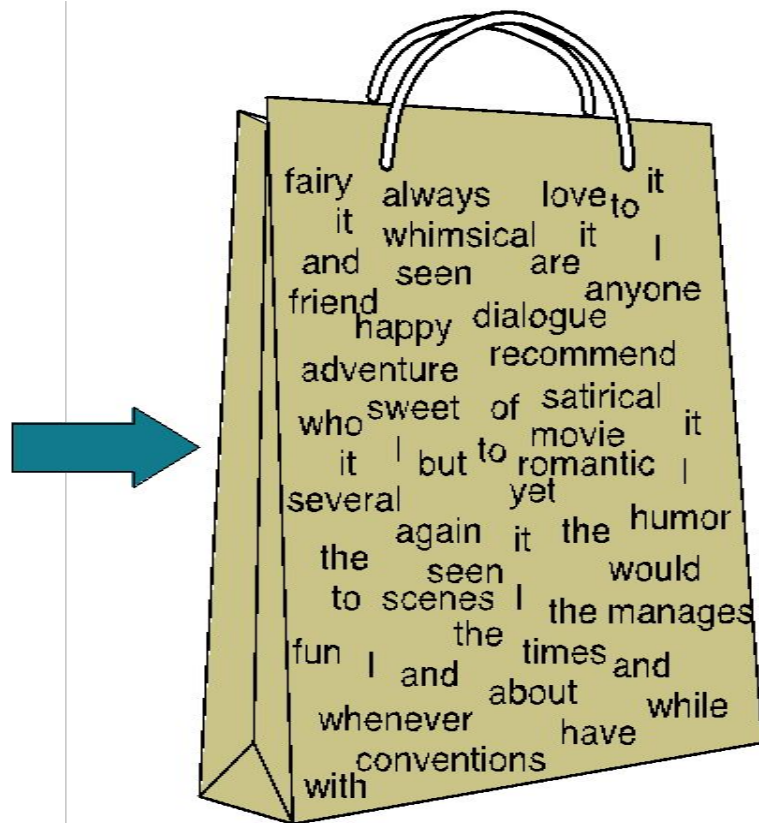 fairy always love to it
it whimsical it I
and seen are anyone
friend happy dialogue
adventure recommend
who sweet of satirical
it I but to romantic movie it I
several yet
again it the humor
the seen would
to scenes I the manages
fun I and the times and
whenever about have while
conventions
with